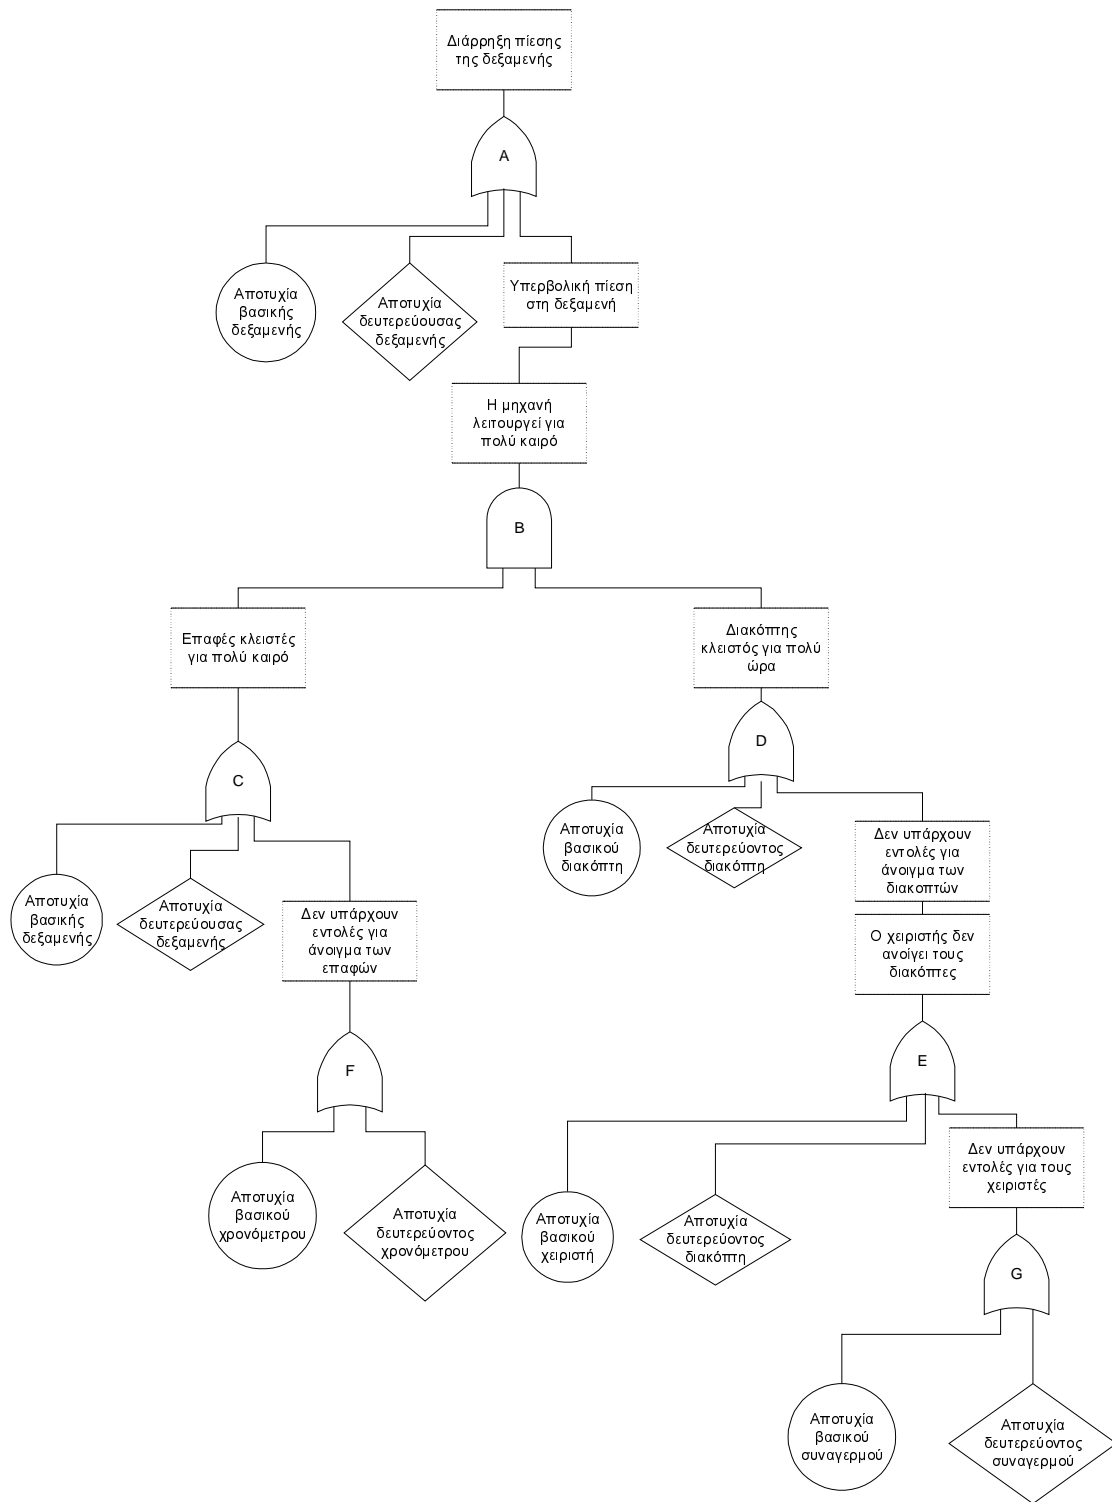 Διάρρηξη πίεσης
της δεξαμενής
A
Αποτυχία
βασικής
δεξαμενής
Αποτυχία
δευτερεύουσας
δεξαμενής
Υπερβολική πίεση
στη δεξαμενή
Η μηχανή
λειτουργεί για
πολύ καιρό
B
Επαφές κλειστές
για πολύ καιρό
Διακόπτης
κλειστός για πολύ
ώρα
C
D
Αποτυχία
βασικής
δεξαμενής
Αποτυχία
δευτερεύουσας
δεξαμενής
Δεν υπάρχουν
εντολές για
άνοιγμα των
επαφών
Αποτυχία
βασικού
διακόπτη
Αποτυχία
δευτερεύοντος
διακόπτη
Δεν υπάρχουν
εντολές για
άνοιγμα των
διακοπτών
Ο χειριστής δεν
ανοίγει τους
διακόπτες
F
E
Αποτυχία
βασικού
χρονόμετρου
Αποτυχία
δευτερεύοντος
χρονόμετρου
Αποτυχία
βασικού
χειριστή
Αποτυχία
δευτερεύοντος
διακόπτη
Δεν υπάρχουν
εντολές για τους
χειριστές
G
Αποτυχία
βασικού
συναγερμού
Αποτυχία
δευτερεύοντος
συναγερμού